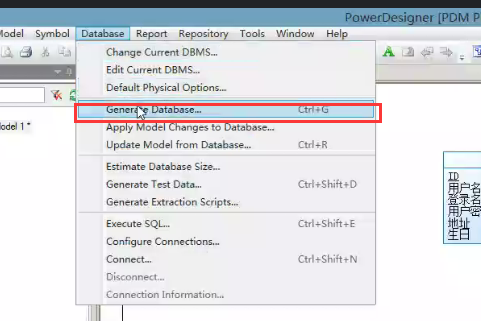 PowerDesigner [PDM P
Model Symbol Database Report Repository Tools Window Help
Change Current DBMS...
Edit Current DBMS...
Default Physical Options...
Generate Database... Ctrl+G
Model 1 *
Apply Model Changes to Database...
Update Model from Database... Ctrl+R
Estimate Database Size...
Generate Test Data... Ctrl+Shift+D
Generate Extraction Scripts...
Execute SQL... Ctrl+Shift+E
Configure Connections...
Connect... Ctrl+Shift+N
Disconnect...
Connection Information...
ID
用户名
登录名
用户密
地址
生日